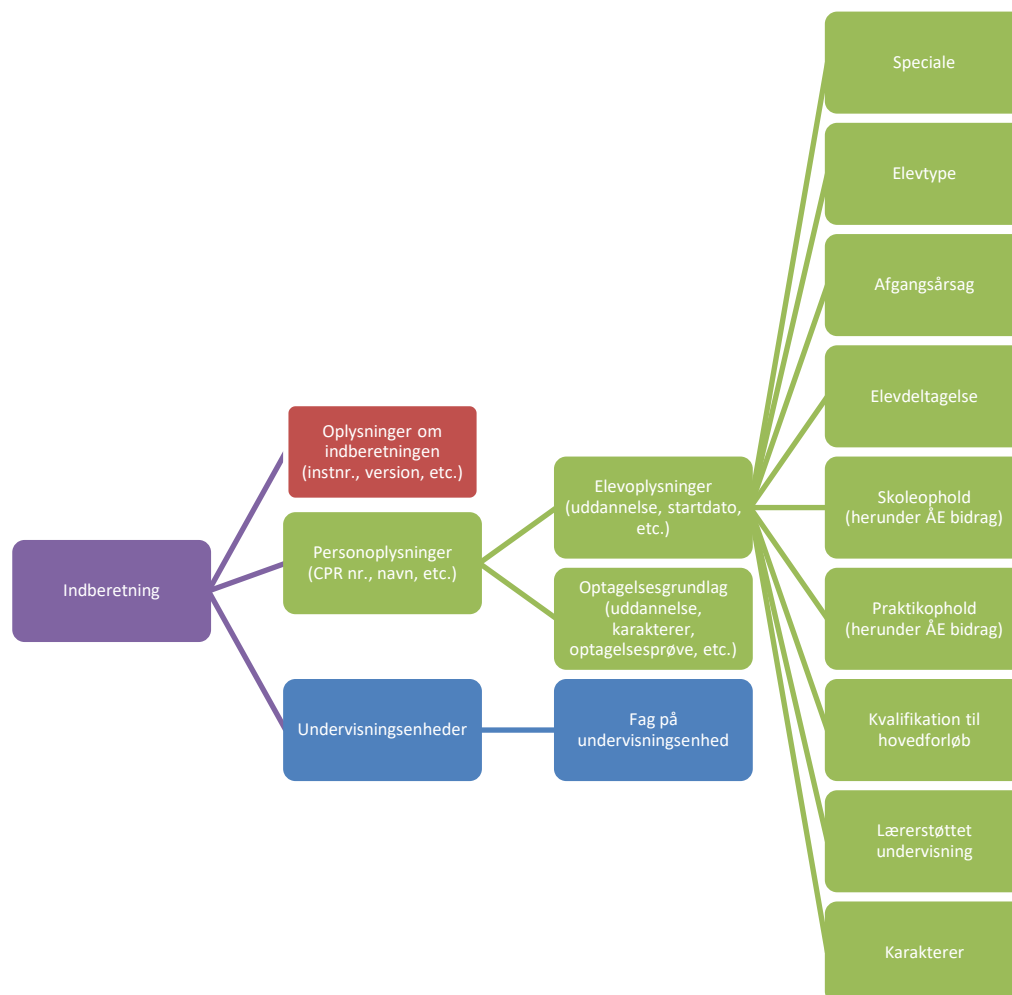 Indberetning
Oplysninger om
indberetningen
(instnr., version, etc.)
Personoplysninger
(CPR nr., navn, etc.)
Undervisningsenheder
Elevoplysninger
(uddannelse, startdato,
etc.)
Optagelsesgrundlag
(uddannelse,
karakterer,
optagelsesprøve, etc.)
Fag på
undervisningsenhed
Speciale
Elevtype
Afgangsårsag
Elevdeltagelse
Skoleophold
(herunder ÅE bidrag)
Praktikophold
(herunder ÅE bidrag)
Kvalifikation til
hovedforløb
Lærerstøttet
undervisning
Karakterer